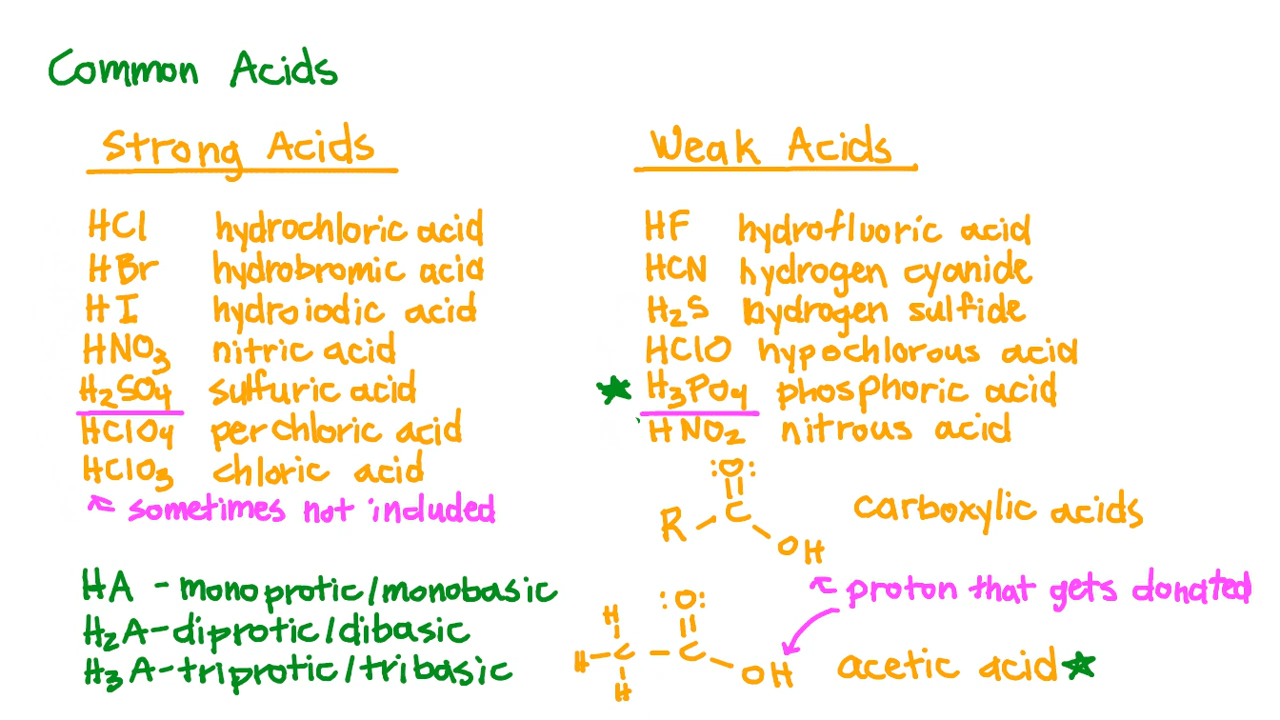 Common Acids
Strong Acids
HCl hydrochloric acid
HBr hydrobromic acid
HI hydroiodic acid
HNO₃ nitric acid
H₂SO₄ sulfuric acid
HClO₄ perchloric acid
HClO₃ chloric acid
↖ sometimes not included
HA - monoprotic/monobasic
H₂A-diprotic/dibasic
H₃A-triprotic/tribasic
Weak Acids
HF hydrofluoric acid
HCN hydrogen cyanide
H₂S hydrogen sulfide
HClO hypochlorous acid
★ H₃PO₄ phosphoric acid
HNO₂ nitrous acid
:O:
R C OH carboxylic acids
↖ proton that gets donated
H :O:
H C C OH acetic acid ★
H